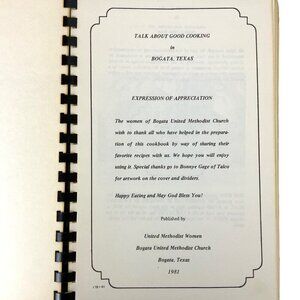 TALK ABOUT GOOD COOKING
in
BOGATA, TEXAS
EXPRESSION OF APPRECIATION
The women of Bogata United Methodist Church
wish to thank all who have helped in the prepara-
tion of this cookbook by way of sharing their
favorite recipes with us. We hope you will enjoy
using it. Special thanks go to Bonnye Gage of Talco
for artwork on the cover and dividers.
Happy Eating and May God Bless You!
Published by
United Methodist Women
Bogata United Methodist Church
Bogata, Texas
1981